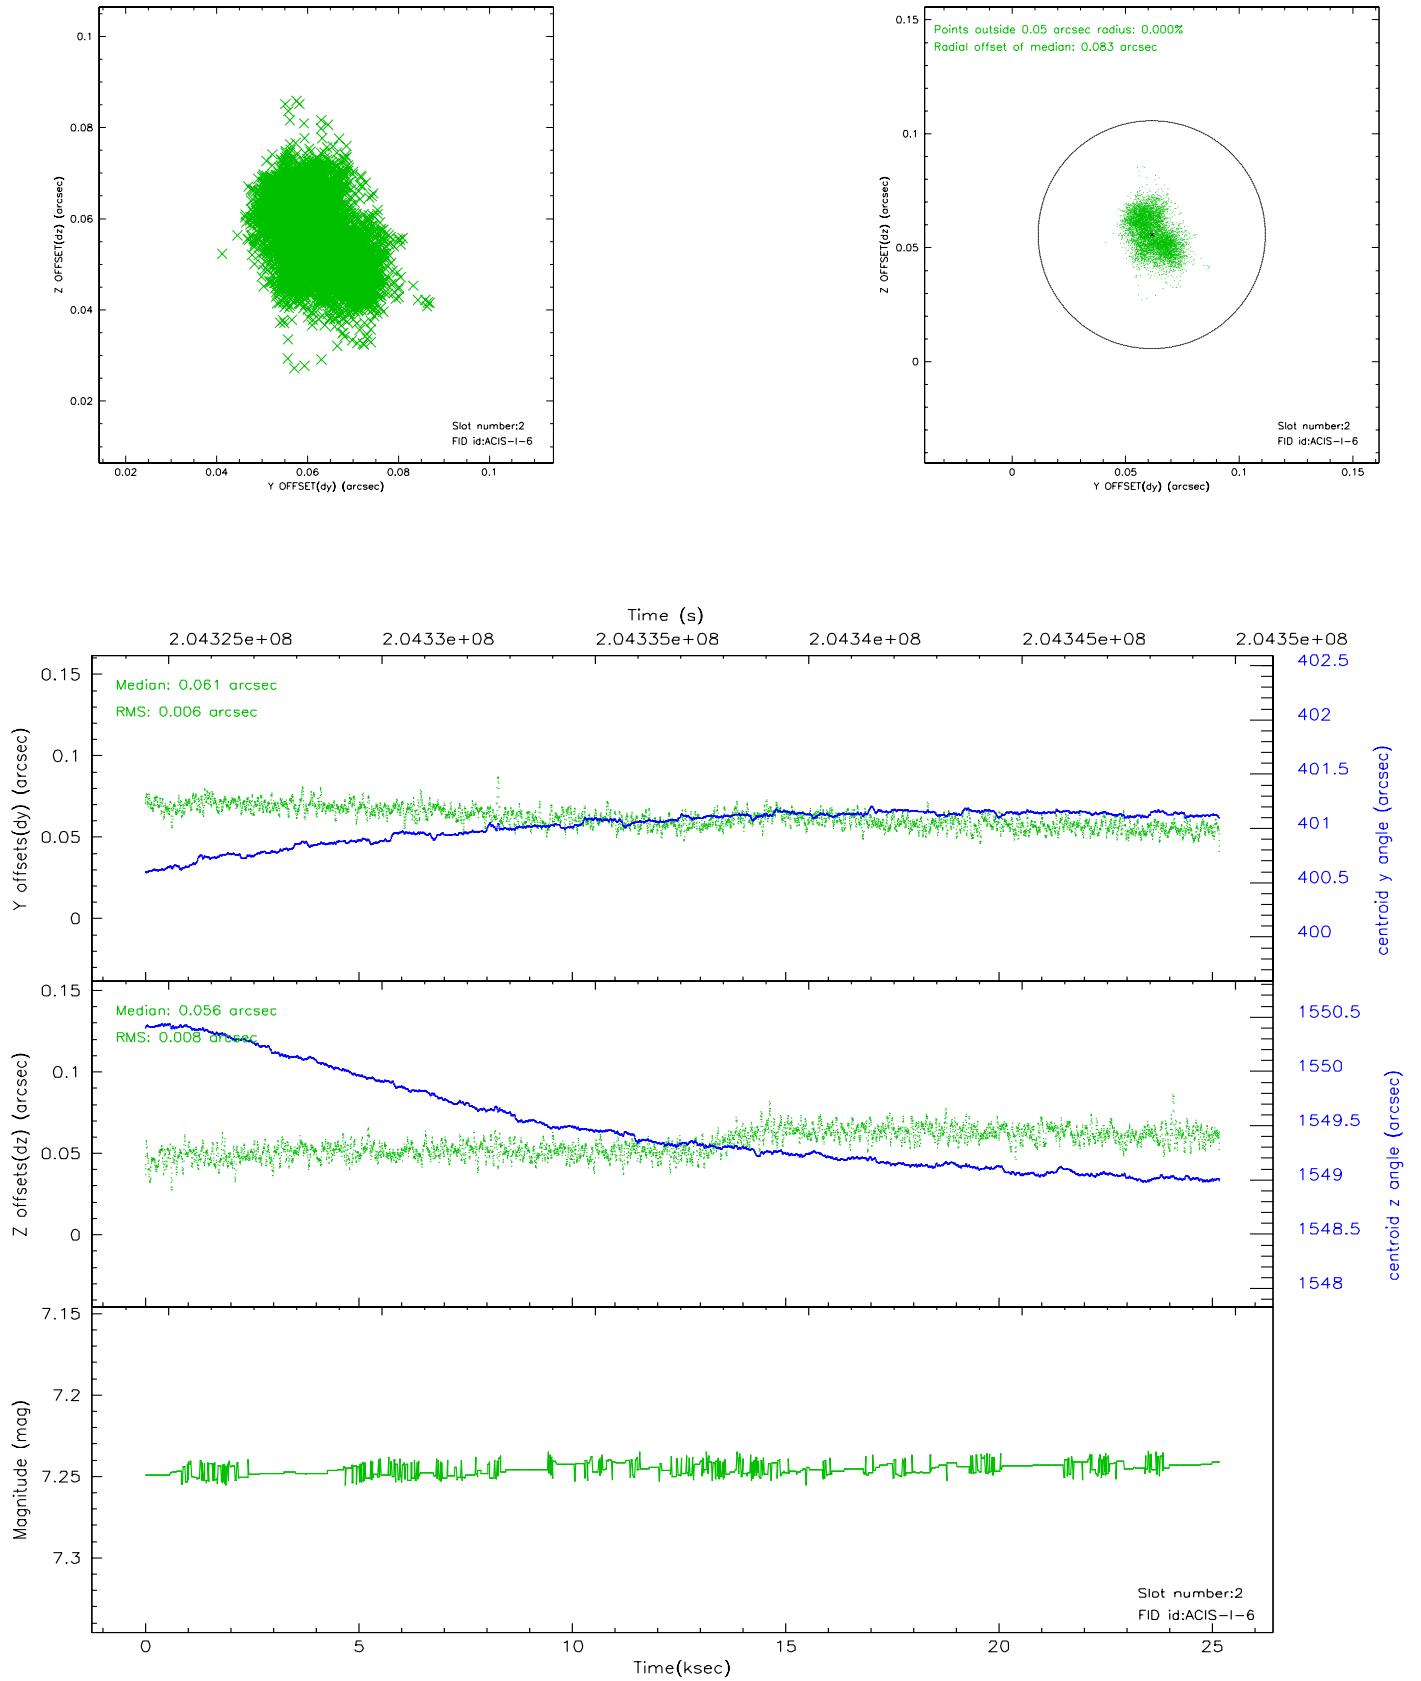 0.1
0.08
0.06
0.04
0.02
Z OFFSET(dz) (arcsec)
Slot number:2
FID id:ACIS-I-6
0.02 0.04 0.06 0.08 0.1
Y OFFSET(dy) (arcsec)
Points outside 0.05 arcsec radius: 0.000%
Radial offset of median: 0.083 arcsec
0.15
0.1
0.05
0
Z OFFSET(dz) (arcsec)
Slot number:2
FID id:ACIS-I-6
0 0.05 0.1 0.15
Y OFFSET(dy) (arcsec)
Time (s)
2.04325e+08 2.0433e+08 2.04335e+08 2.0434e+08 2.04345e+08 2.0435e+08
Median: 0.061 arcsec
RMS: 0.006 arcsec
0.15
0.1
0.05
0
Y offsets(dy) (arcsec)
402.5
402
401.5
401
400.5
400
centroid y angle (arcsec)
Median: 0.056 arcsec
RMS: 0.008 arcsec
0.15
0.1
0.05
0
Z offsets(dz) (arcsec)
1550.5
1550
1549.5
1549
1548.5
1548
centroid z angle (arcsec)
7.15
7.2
7.25
7.3
Magnitude (mag)
Slot number:2
FID id:ACIS-I-6
0 5 10 15 20 25
Time(ksec)